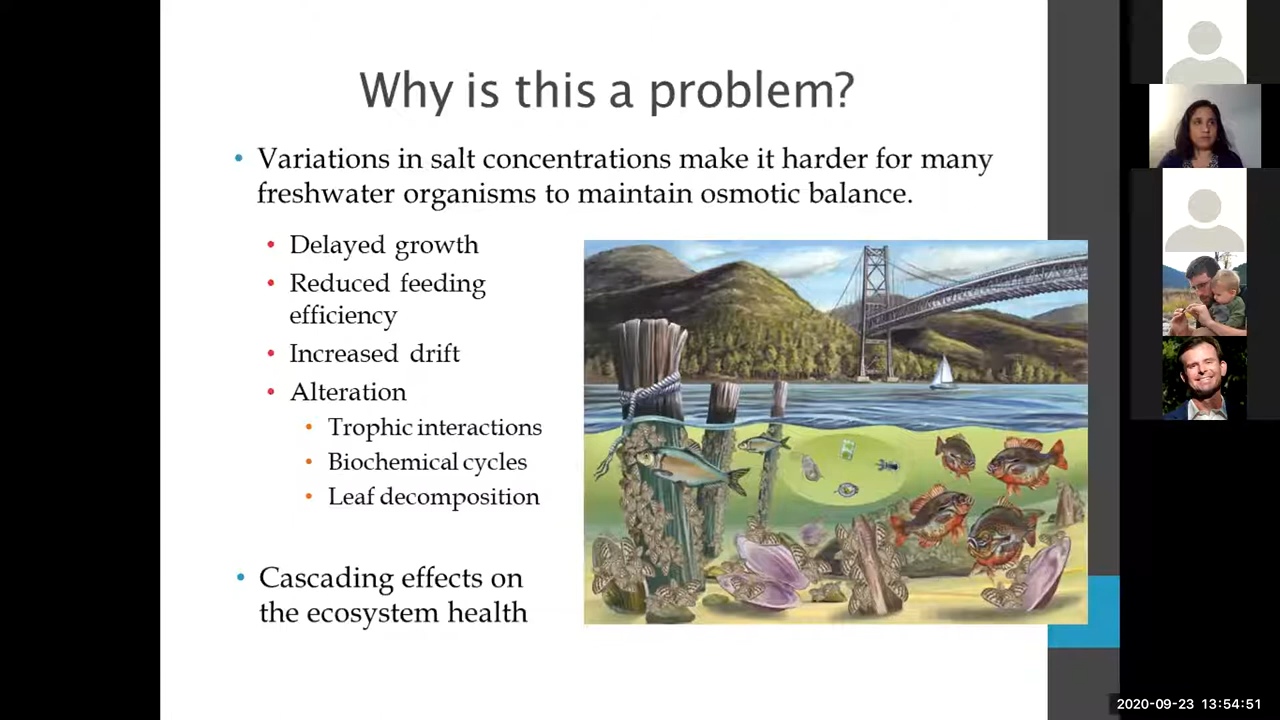 Why is this a problem?
• Variations in salt concentrations make it harder for many
freshwater organisms to maintain osmotic balance.
• Delayed growth
• Reduced feeding
efficiency
• Increased drift
• Alteration
• Trophic interactions
• Biochemical cycles
• Leaf decomposition
• Cascading effects on
the ecosystem health
2020-09-23 13:54:51